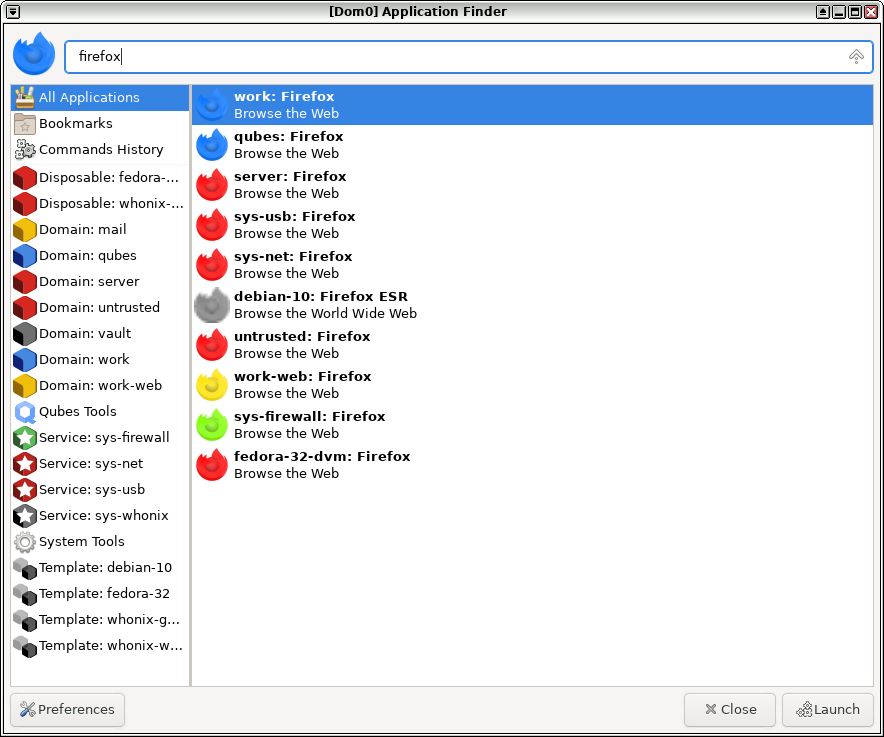 [Dom0] Application Finder
firefox
All Applications
Bookmarks
Commands History
Disposable: fedora-...
Disposable: whonix-...
Domain: mail
Domain: qubes
Domain: server
Domain: untrusted
Domain: vault
Domain: work
Domain: work-web
Qubes Tools
Service: sys-firewall
Service: sys-net
Service: sys-usb
Service: sys-whonix
System Tools
Template: debian-10
Template: fedora-32
Template: whonix-g...
Template: whonix-w...
work: Firefox
Browse the Web
qubes: Firefox
Browse the Web
server: Firefox
Browse the Web
sys-usb: Firefox
Browse the Web
sys-net: Firefox
Browse the Web
debian-10: Firefox ESR
Browse the World Wide Web
untrusted: Firefox
Browse the Web
work-web: Firefox
Browse the Web
sys-firewall: Firefox
Browse the Web
fedora-32-dvm: Firefox
Browse the Web
Preferences
Close
Launch